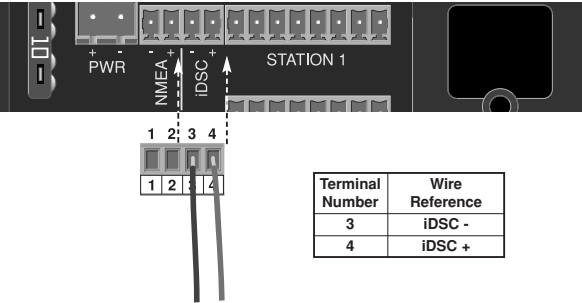 IO
+ - - + - +
PWR
NMEA
iDSC
STATION 1
1 2 3 4
1 2 3 4
Terminal Number Wire Reference
3 iDSC -
4 iDSC +